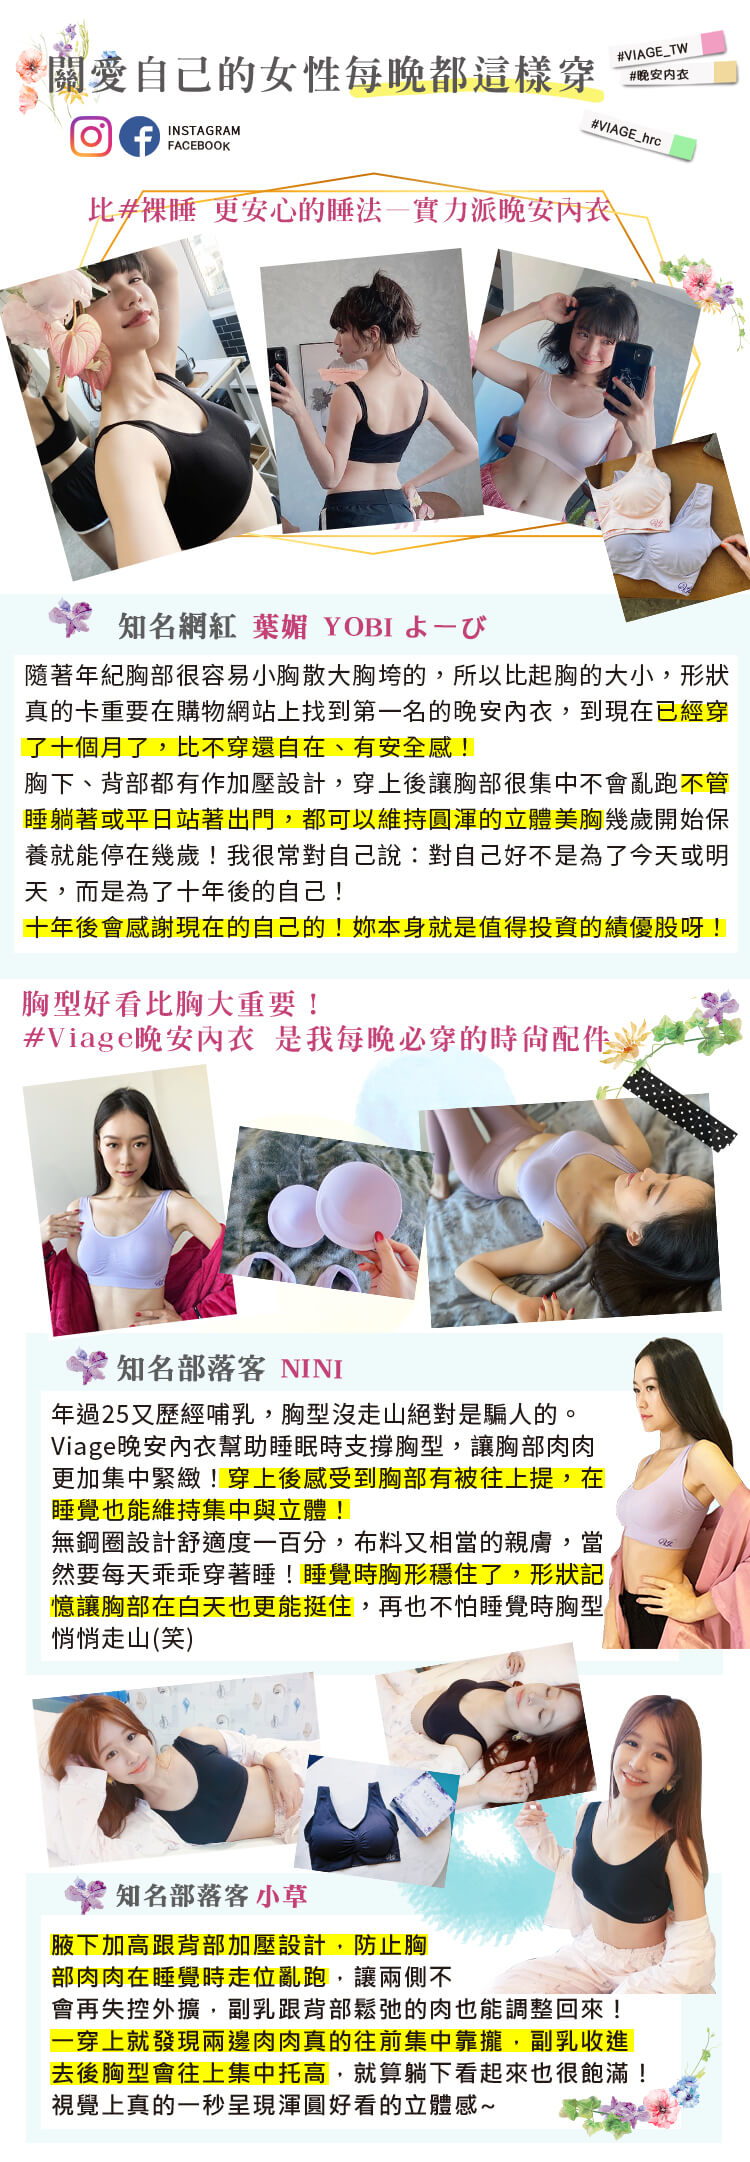 關愛自己的女性每晚都這樣穿
#VIAGE_TW
#晚安內衣
#VIAGE_hrc
INSTAGRAM
FACEBOOK
比#裸睡 更安心的睡法—實力派晚安內衣
知名網紅 葉媚 YOBI よーび
隨著年紀胸部很容易小胸散大胸垮的，所以比起胸的大小，形狀
真的卡重要在購物網站上找到第一名的晚安內衣，到現在已經穿
了十個月了，比不穿還自在、有安全感！
胸下、背部都有作加壓設計，穿上後讓胸部很集中不會亂跑不管
睡躺著或平日站著出門，都可以維持圓渾的立體美胸幾歲開始保
養就能停在幾歲！我很常對自己說：對自己好不是為了今天或明
天，而是為了十年後的自己！
十年後會感謝現在的自己的！妳本身就是值得投資的績優股呀！
胸型好看比胸大重要！
#Viage晚安內衣 是我每晚必穿的時尚配件
知名部落客 NINI
年過25又歷經哺乳，胸型沒走山絕對是騙人的。
Viage晚安內衣幫助睡眠時支撐胸型，讓胸部肉肉
更加集中緊緻！穿上後感受到胸部有被往上提，在
睡覺也能維持集中與立體！
無鋼圈設計舒適度一百分，布料又相當的親膚，當
然要每天乖乖穿著睡！睡覺時胸形穩住了，形狀記
憶讓胸部在白天也更能挺住，再也不怕睡覺時胸型
悄悄走山(笑)
知名部落客 小草
腋下加高跟背部加壓設計，防止胸
部肉肉在睡覺時走位亂跑，讓兩側不
會再失控外擴，副乳跟背部鬆弛的肉也能調整回來！
一穿上就發現兩邊肉肉真的往前集中靠攏，副乳收進
去後胸型會往上集中托高，就算躺下看起來也很飽滿！
視覺上真的一秒呈現渾圓好看的立體感~